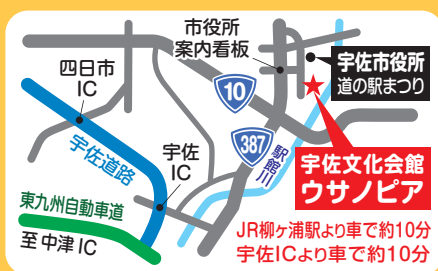 市役所
案内看板
宇佐市役所
道の駅まつり
四日市
IC
10
387
駅館川
宇佐道路
宇佐
IC
宇佐文化会館
ウサノピア
東九州自動車道
至 中津 IC
JR柳ヶ浦駅より車で約10分
宇佐ICより車で約10分